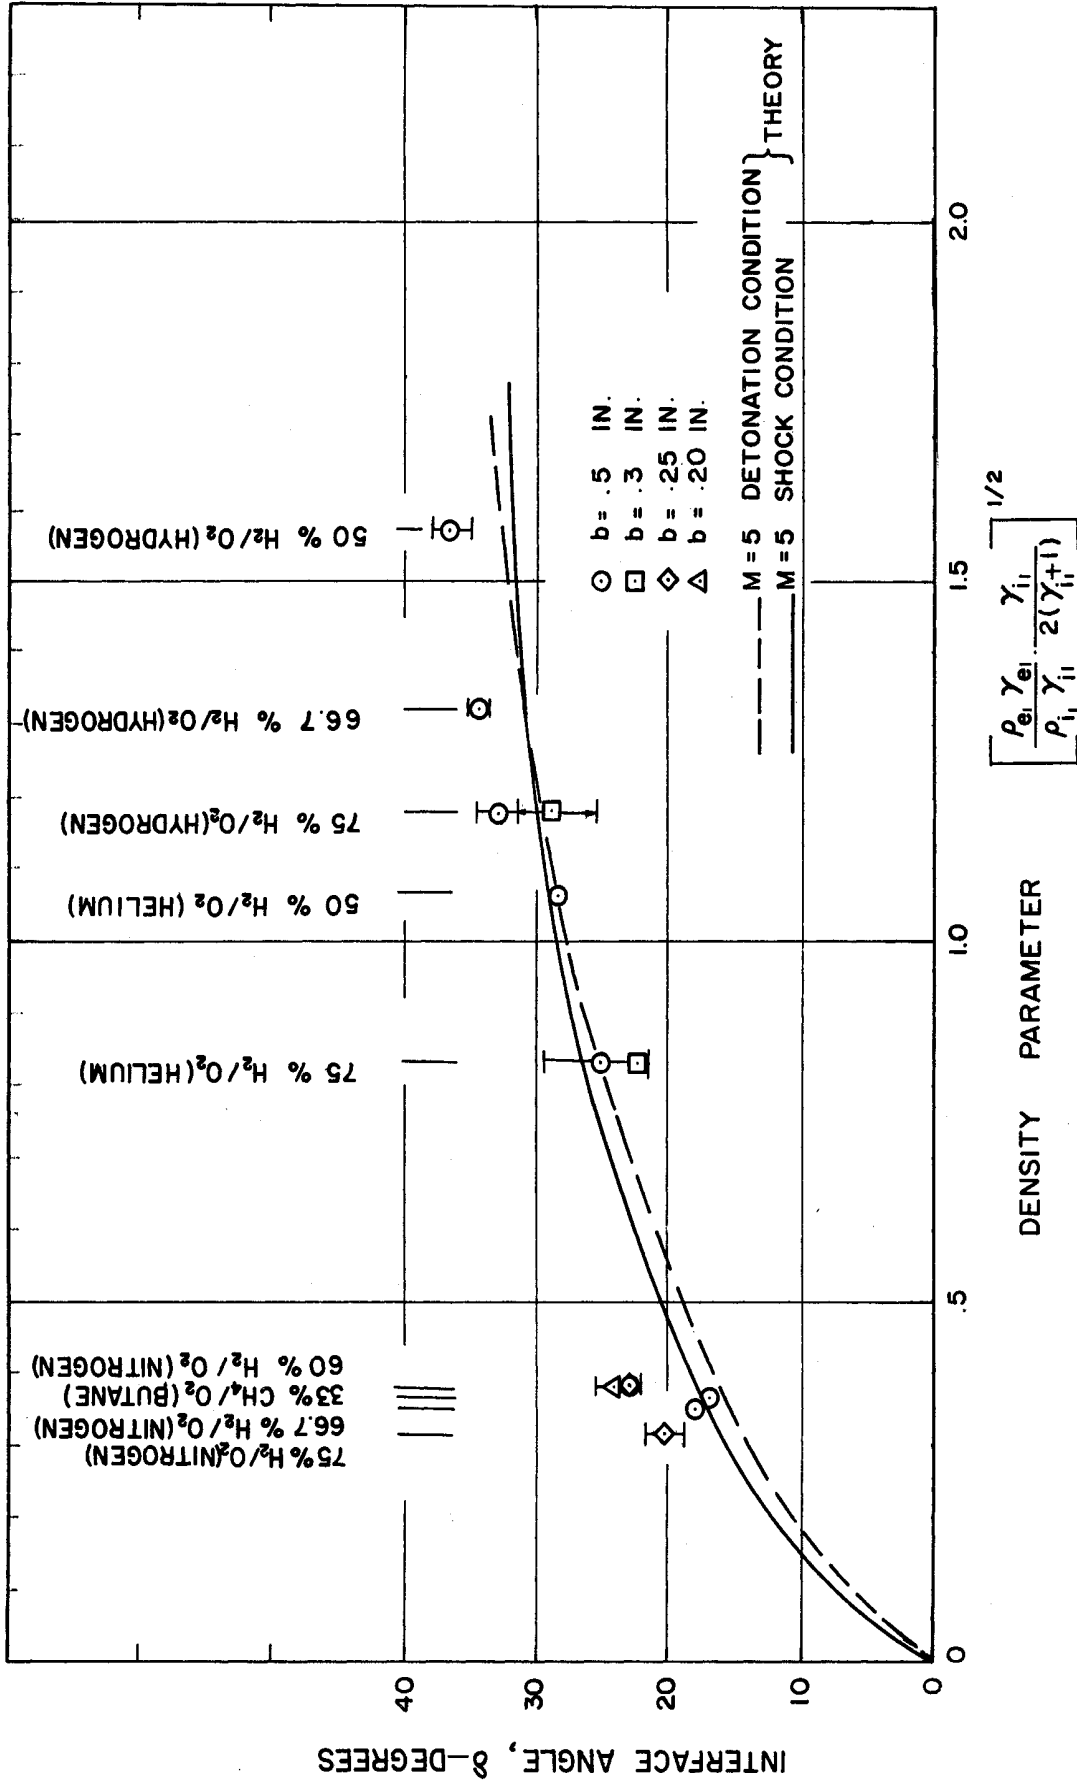 INTERFACE ANGLE, δ–DEGREES
40
30
20
10
0
75% H₂/O₂(NITROGEN)
66.7 % H₂/O₂(NITROGEN)
33% CH₄/O₂(BUTANE)
60% H₂/O₂(NITROGEN)
75 % H₂/O₂(HELIUM)
50 % H₂/O₂(HELIUM)
75 % H₂/O₂(HYDROGEN)
66.7 % H₂/O₂(HYDROGEN)
50 % H₂/O₂(HYDROGEN)
b= .5 IN.
b= .3 IN.
b= .25 IN.
b= .20 IN.
M=5 DETONATION CONDITION
M=5 SHOCK CONDITION
} THEORY
0
.5
1.0
1.5
2.0
DENSITY PARAMETER [ρe₁ γe₁ / ρi₁ γi₁ · γi₁ / 2(γi₁+1)]^1/2